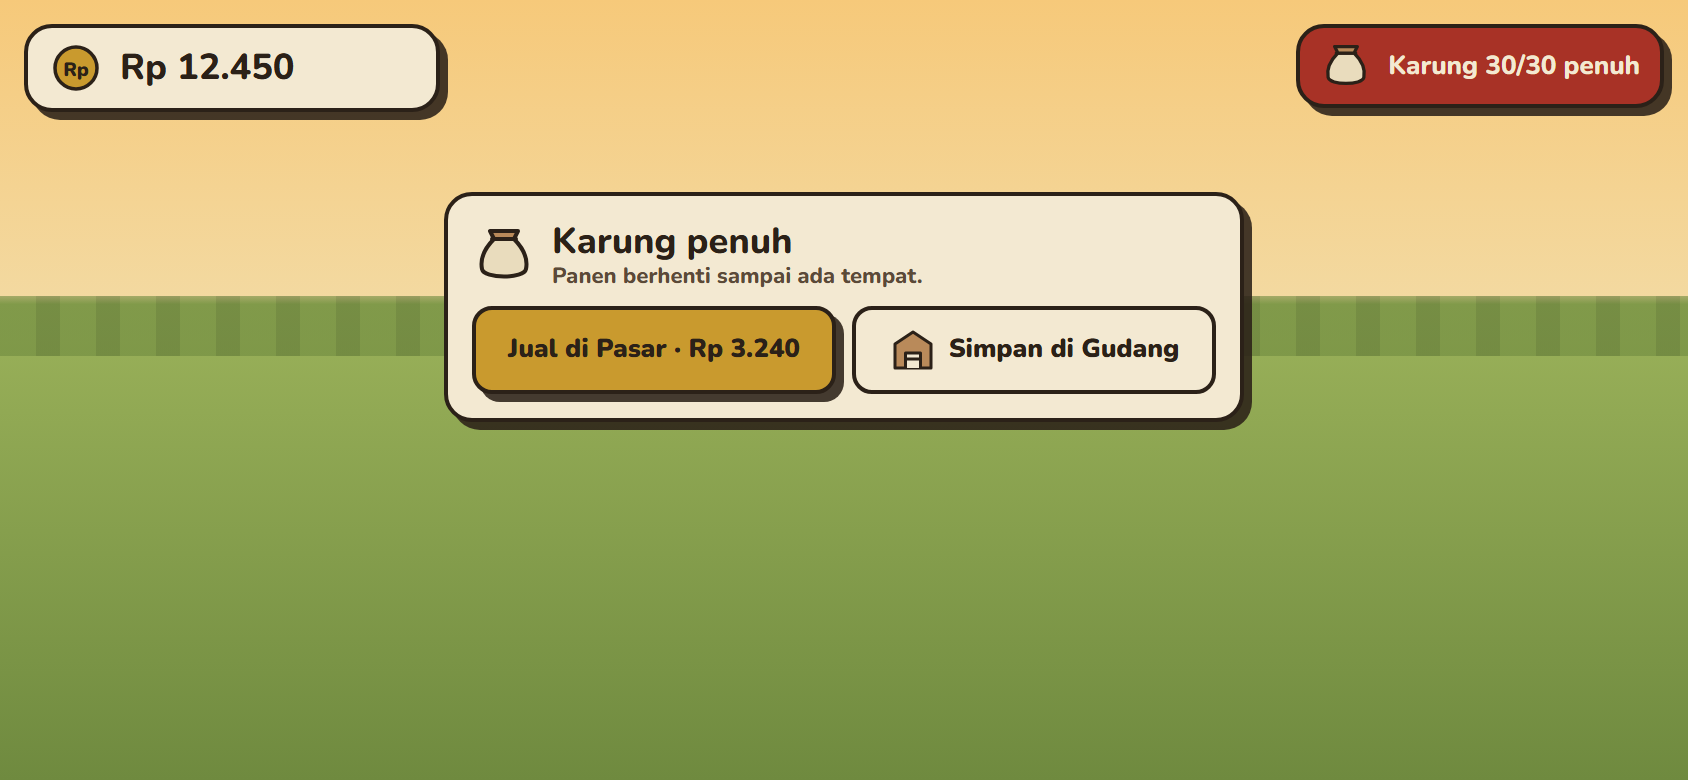 Rp
Rp 12.450
Karung 30/30 penuh
Karung penuh
Panen berhenti sampai ada tempat.
Jual di Pasar · Rp 3.240
Simpan di Gudang